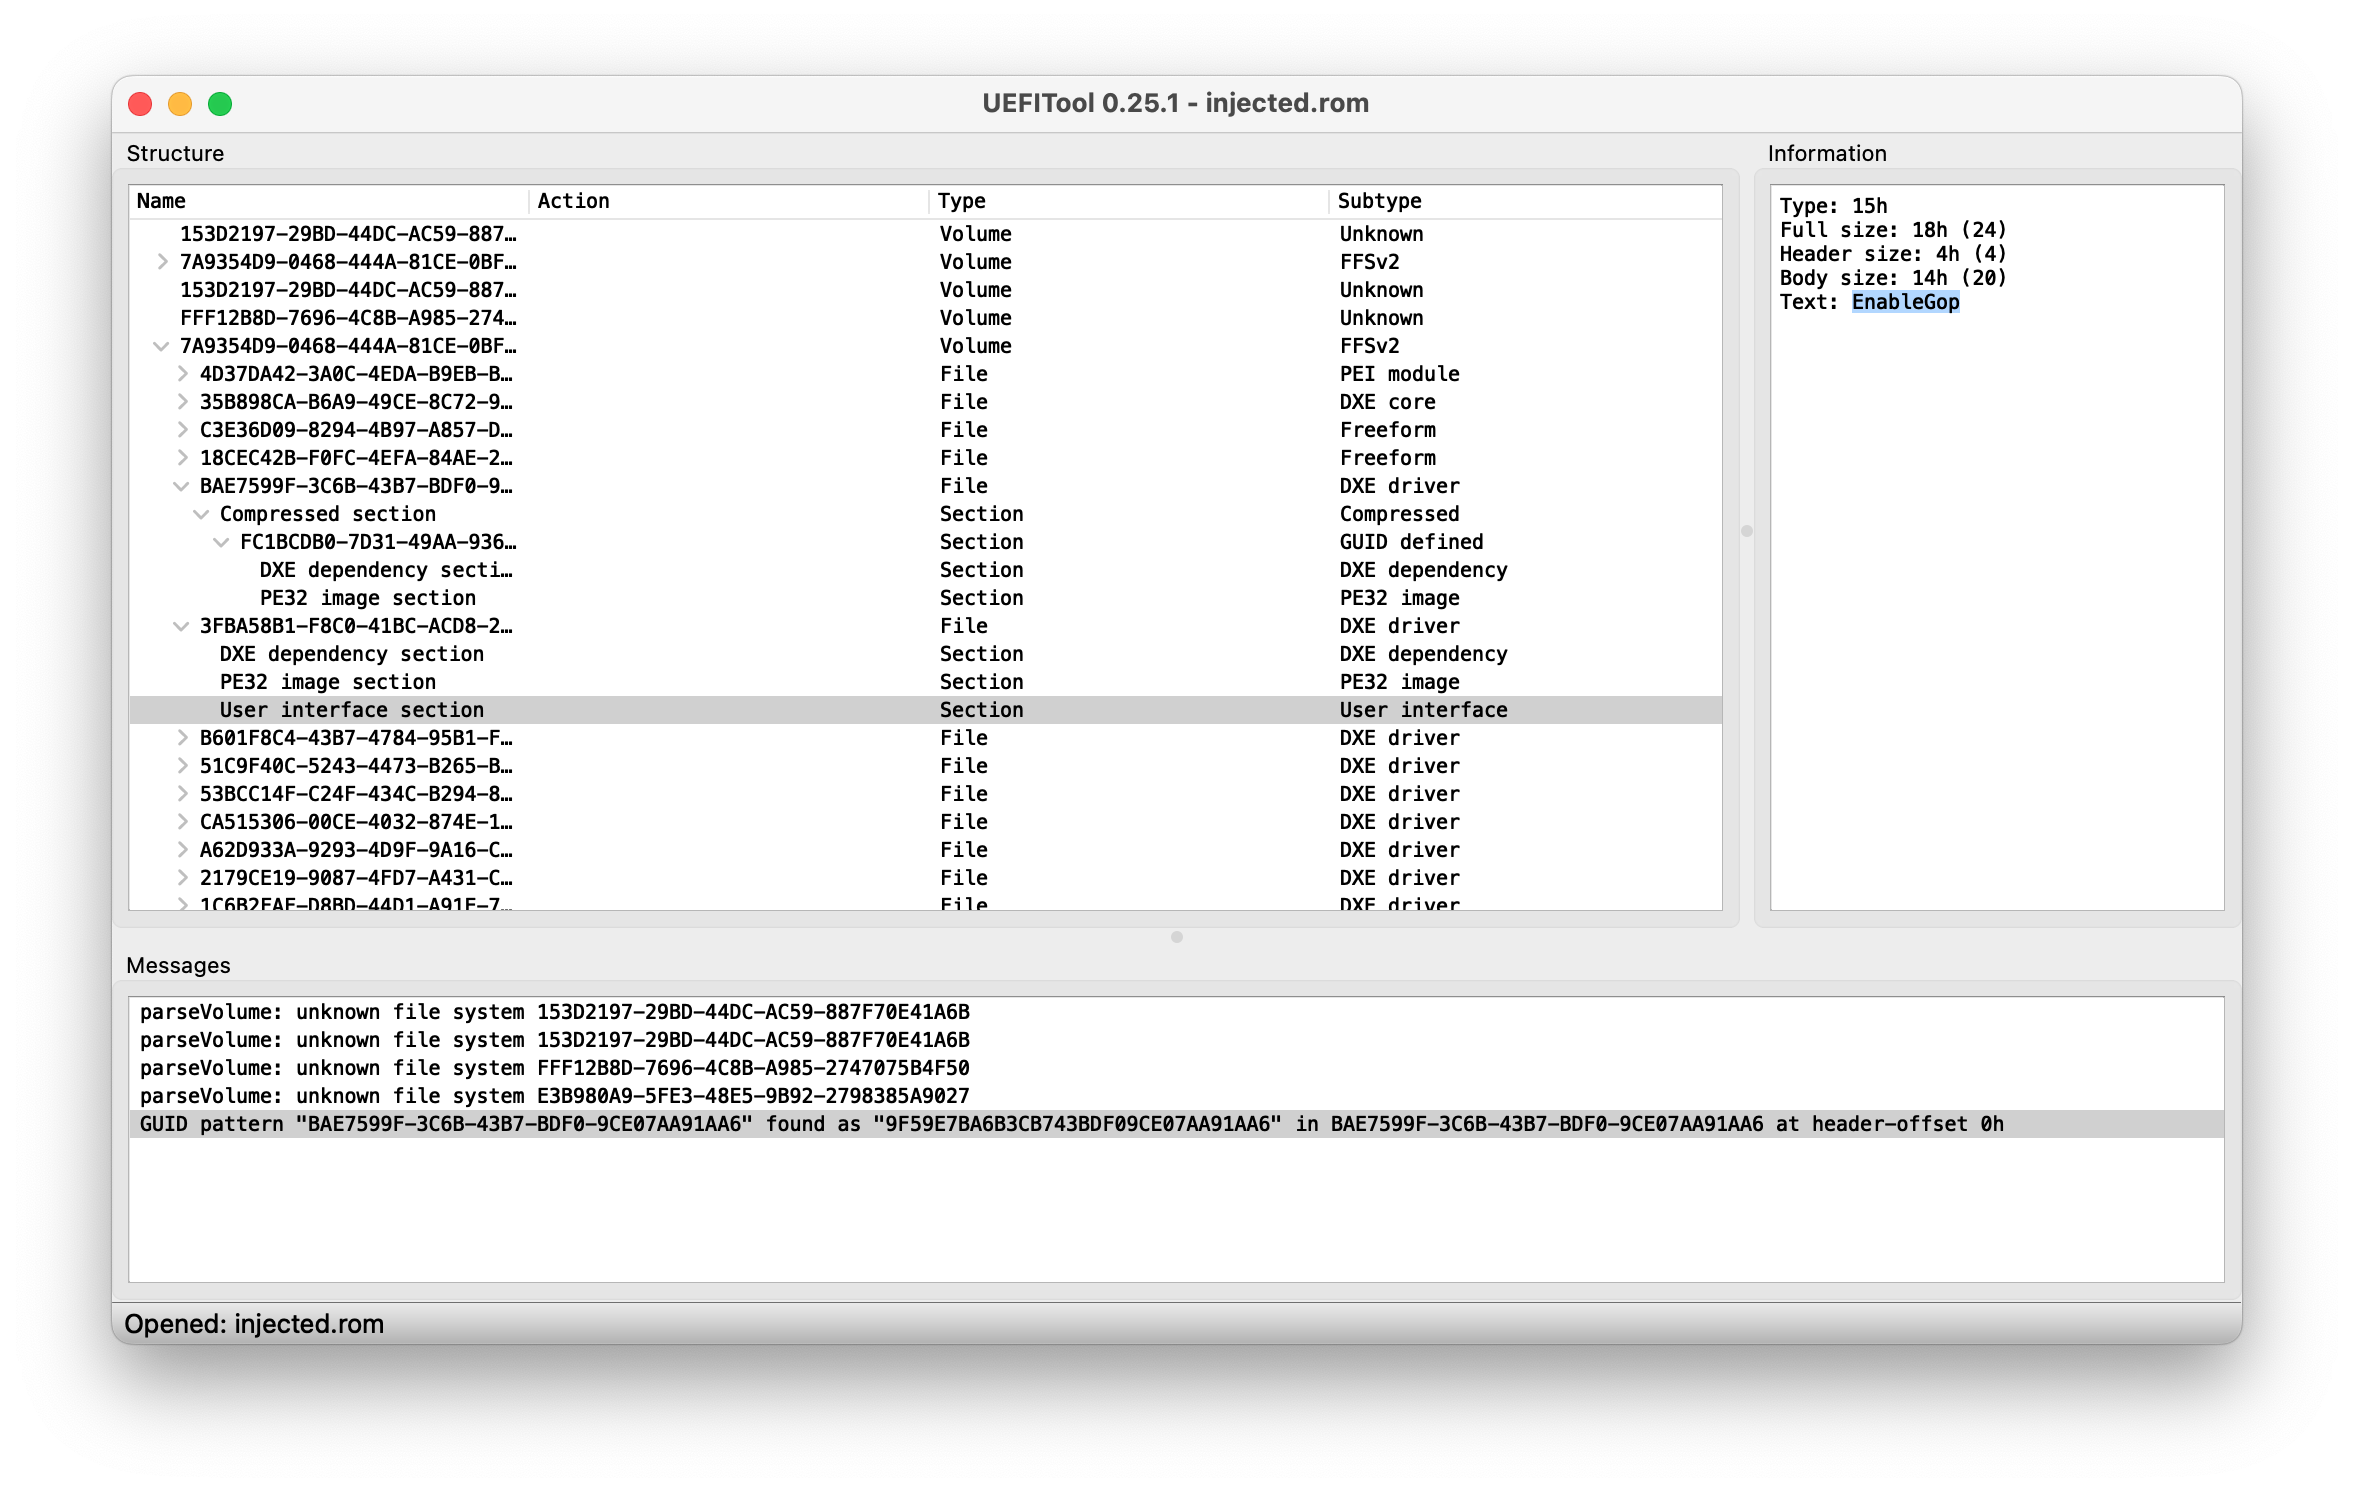 UEFITool 0.25.1 - injected.rom
Structure
Name Action Type Subtype
153D2197-29BD-44DC-AC59-887… Volume Unknown
7A9354D9-0468-444A-81CE-0BF… Volume FFSv2
153D2197-29BD-44DC-AC59-887… Volume Unknown
FFF12B8D-7696-4C8B-A985-274… Volume Unknown
7A9354D9-0468-444A-81CE-0BF… Volume FFSv2
4D37DA42-3A0C-4EDA-B9EB-B… File PEI module
35B898CA-B6A9-49CE-8C72-9… File DXE core
C3E36D09-8294-4B97-A857-D… File Freeform
18CEC42B-F0FC-4EFA-84AE-2… File Freeform
BAE7599F-3C6B-43B7-BDF0-9… File DXE driver
Compressed section Section Compressed
FC1BCDB0-7D31-49AA-936… Section GUID defined
DXE dependency secti… Section DXE dependency
PE32 image section Section PE32 image
3FBA58B1-F8C0-41BC-ACD8-2… File DXE driver
DXE dependency section Section DXE dependency
PE32 image section Section PE32 image
User interface section Section User interface
B601F8C4-43B7-4784-95B1-F… File DXE driver
51C9F40C-5243-4473-B265-B… File DXE driver
53BCC14F-C24F-434C-B294-8… File DXE driver
CA515306-00CE-4032-874E-1… File DXE driver
A62D933A-9293-4D9F-9A16-C… File DXE driver
2179CE19-9087-4FD7-A431-C… File DXE driver
File DXE driver
Information
Type: 15h
Full size: 18h (24)
Header size: 4h (4)
Body size: 14h (20)
Text: EnableGop
Messages
parseVolume: unknown file system 153D2197-29BD-44DC-AC59-887F70E41A6B
parseVolume: unknown file system 153D2197-29BD-44DC-AC59-887F70E41A6B
parseVolume: unknown file system FFF12B8D-7696-4C8B-A985-2747075B4F50
parseVolume: unknown file system E3B980A9-5FE3-48E5-9B92-2798385A9027
GUID pattern "BAE7599F-3C6B-43B7-BDF0-9CE07AA91AA6" found as "9F59E7BA6B3CB743BDF09CE07AA91AA6" in BAE7599F-3C6B-43B7-BDF0-9CE07AA91AA6 at header-offset 0h
Opened: injected.rom